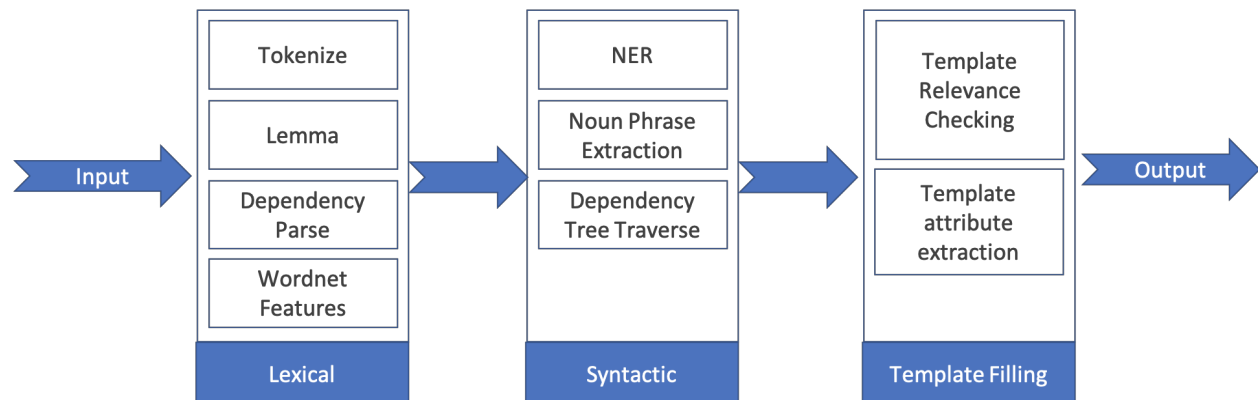 Input
Tokenize
Lemma
Dependency
Parse
Wordnet
Features
Lexical
NER
Noun Phrase
Extraction
Dependency
Tree Traverse
Syntactic
Template
Relevance
Checking
Template
attribute
extraction
Template Filling
Output